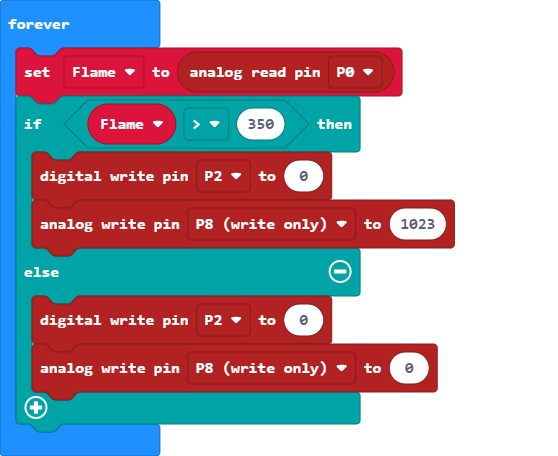 forever
set Flame to analog read pin P0
if Flame > 350 then
digital write pin P2 to 0
analog write pin P8 (write only) to 1023
else
digital write pin P2 to 0
analog write pin P8 (write only) to 0